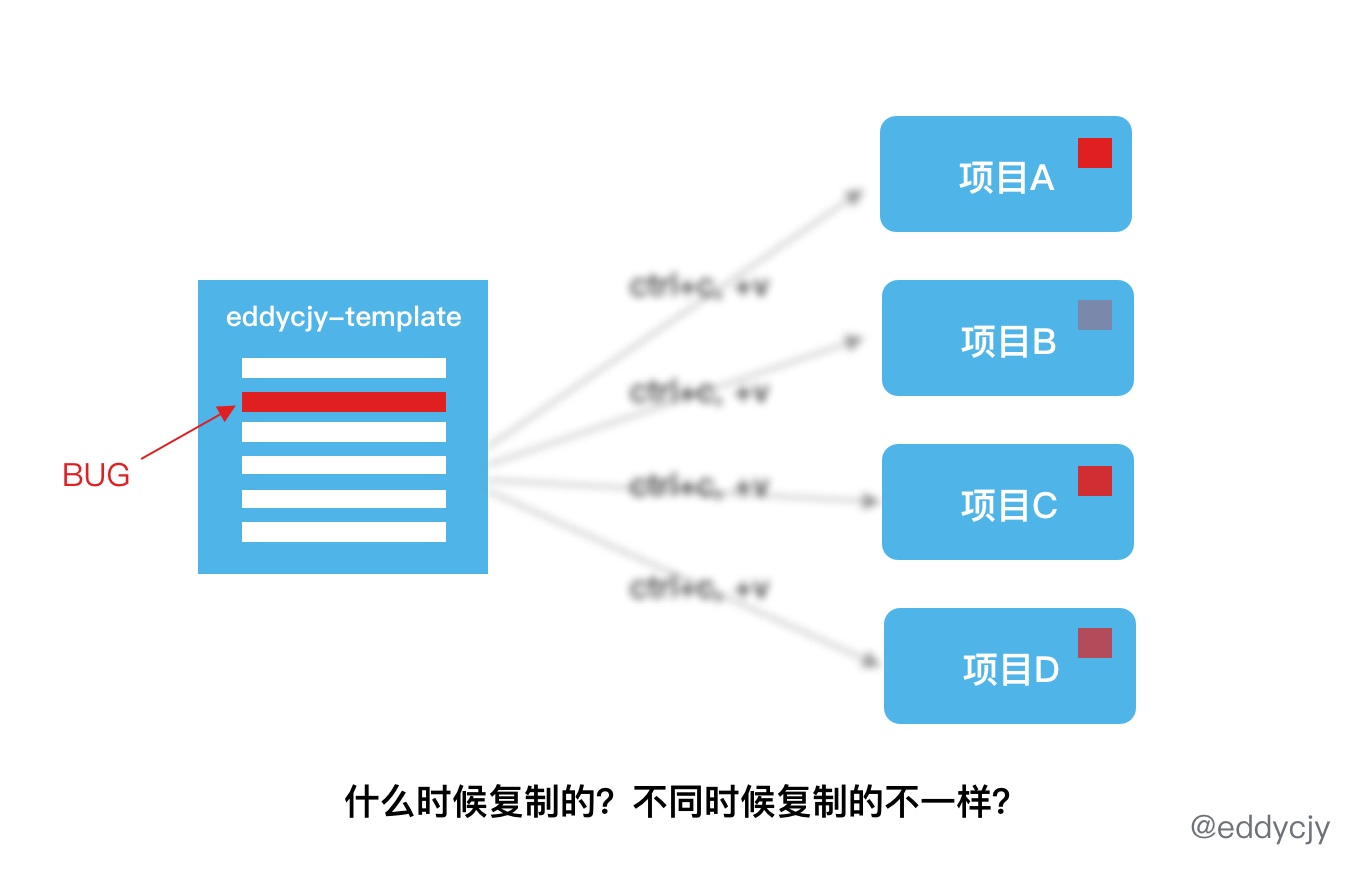 项目A
eddycjy-template
ctrl+c, +v
项目B
ctrl+c, +v
BUG
ctrl+c, +v
项目C
ctrl+c, +v
项目D
什么时候复制的？不同时候复制的不一样？
@eddycjy